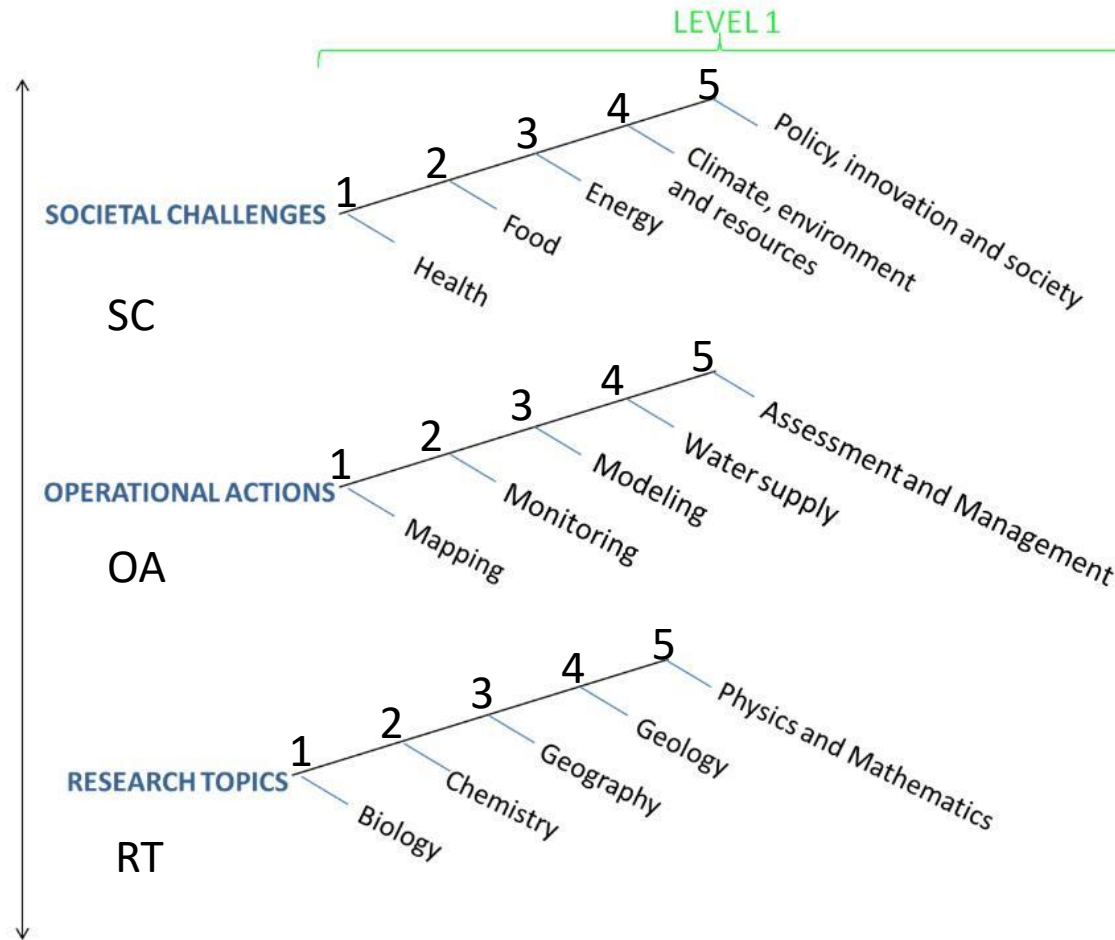 LEVEL 1
5
4
3
2
1
SOCIETAL CHALLENGES
SC
Health
Food
Energy
Climate, environment
and resources
Policy, innovation and society
5
4
3
2
1
OPERATIONAL ACTIONS
OA
Mapping
Monitoring
Modeling
Water supply
Assessment and Management
5
4
3
2
1
RESEARCH TOPICS
RT
Biology
Chemistry
Geography
Geology
Physics and Mathematics